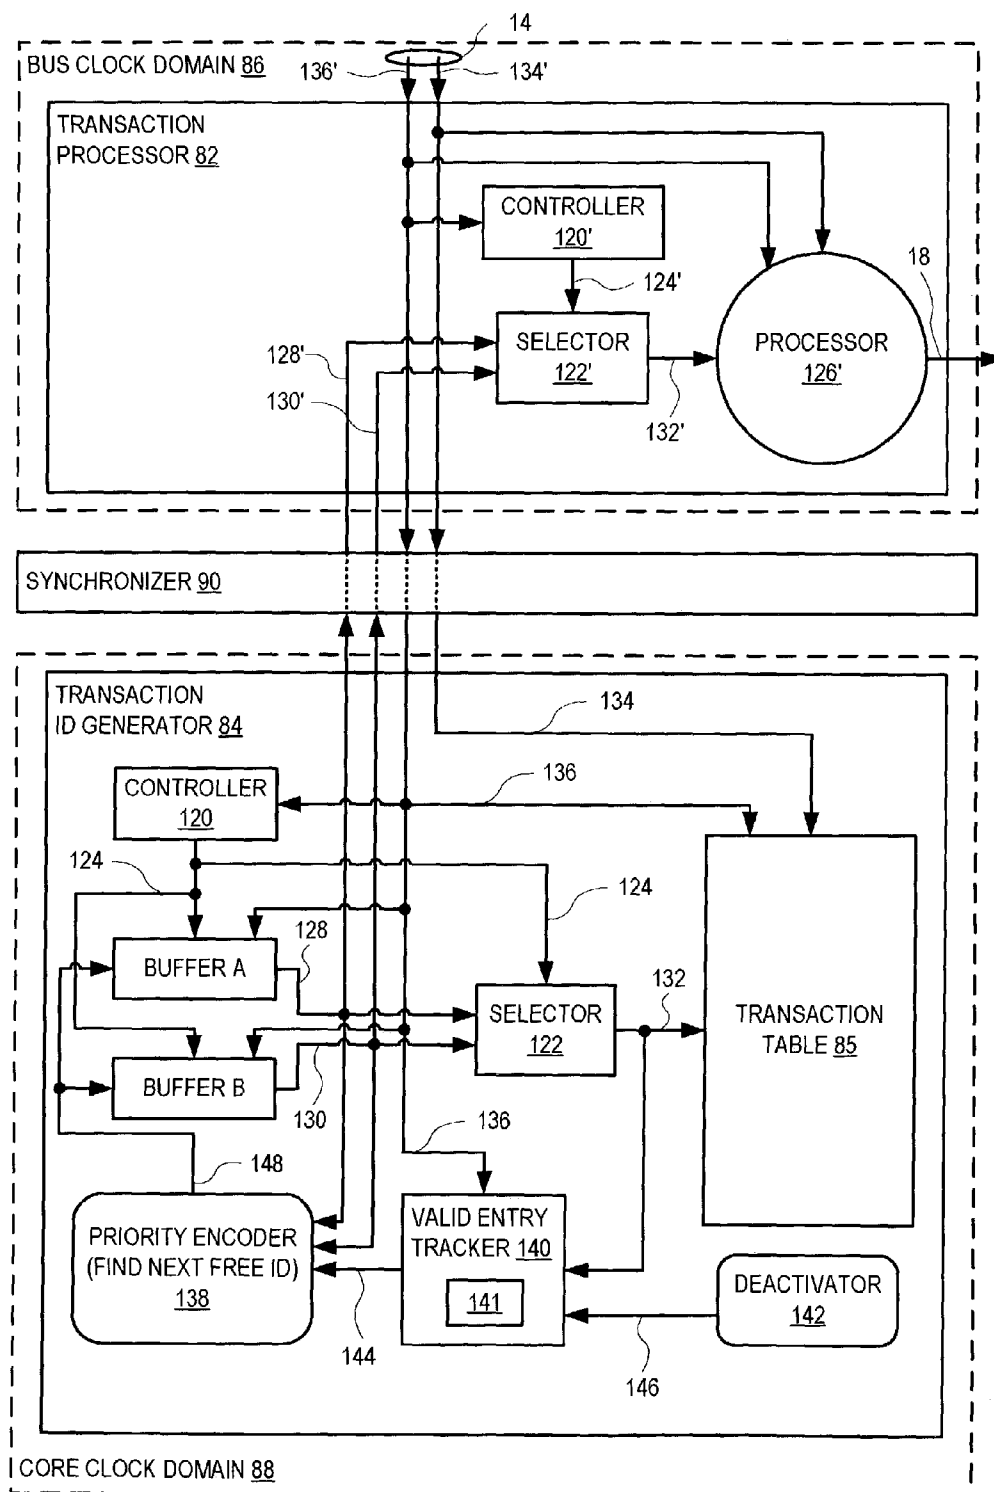 14
BUS CLOCK DOMAIN 86
136'
134'
TRANSACTION
PROCESSOR 82
CONTROLLER
120'
124'
18
SELECTOR
122'
PROCESSOR
126'
128'
130'
132'
SYNCHRONIZER 90
TRANSACTION
ID GENERATOR 84
134
136
CONTROLLER
120
124
124
128
BUFFER A
SELECTOR
122
132
TRANSACTION
TABLE 85
BUFFER B
130
136
148
PRIORITY ENCODER
(FIND NEXT FREE ID)
138
VALID ENTRY
TRACKER 140
141
DEACTIVATOR
142
144
146
CORE CLOCK DOMAIN 88